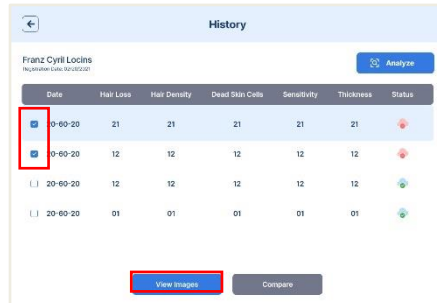 History
Franz Cyril Locins
Registration Date: 02/28/2321
Analyze
Date Hair Loss Hair Density Dead Skin Cells Sensitivity Thickness Status
20-60-20 21 21 21 21 21
20-60-20 12 12 12 12 12
20-60-20 12 12 12 12 12
20-60-20 01 01 01 01 01
View Images Compare